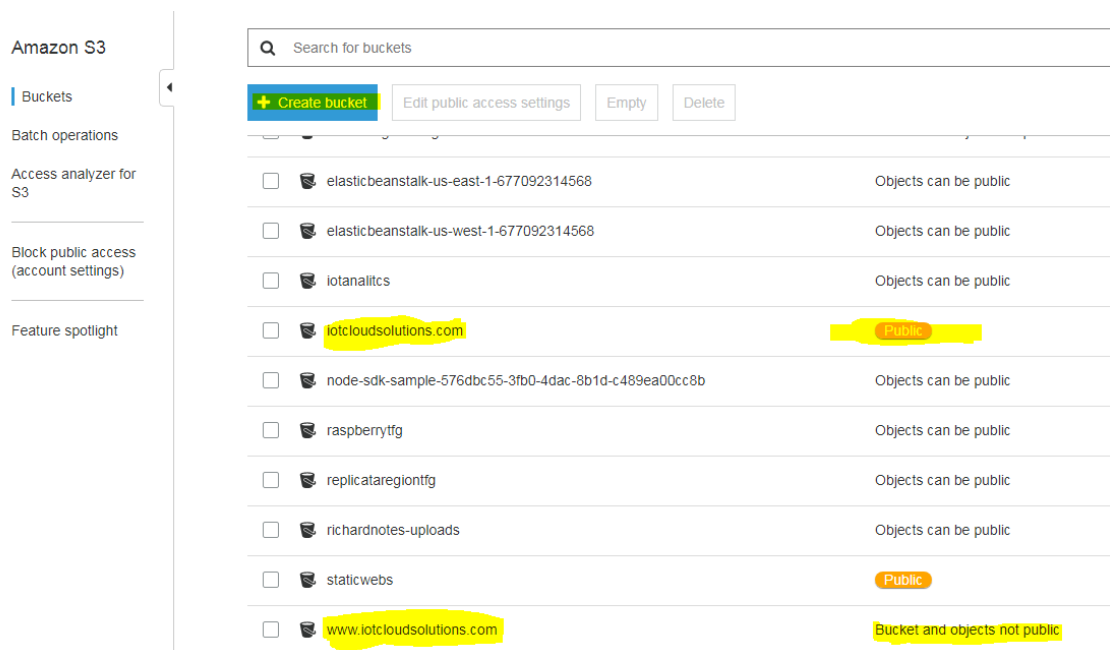 Amazon S3
Buckets
Batch operations
Access analyzer for
S3
Block public access
(account settings)
Feature spotlight
Search for buckets
Create bucket
Edit public access settings
Empty
Delete
elasticbeanstalk-us-east-1-677092314568 Objects can be public
elasticbeanstalk-us-west-1-677092314568 Objects can be public
iotanalitcs Objects can be public
iotcloudsolutions.com Public
node-sdk-sample-576dbc55-3fb0-4dac-8b1d-c489ea00cc8b Objects can be public
raspberrytfg Objects can be public
replicataregiontfg Objects can be public
richardnotes-uploads Objects can be public
staticwebs Public
www.iotcloudsolutions.com Bucket and objects not public